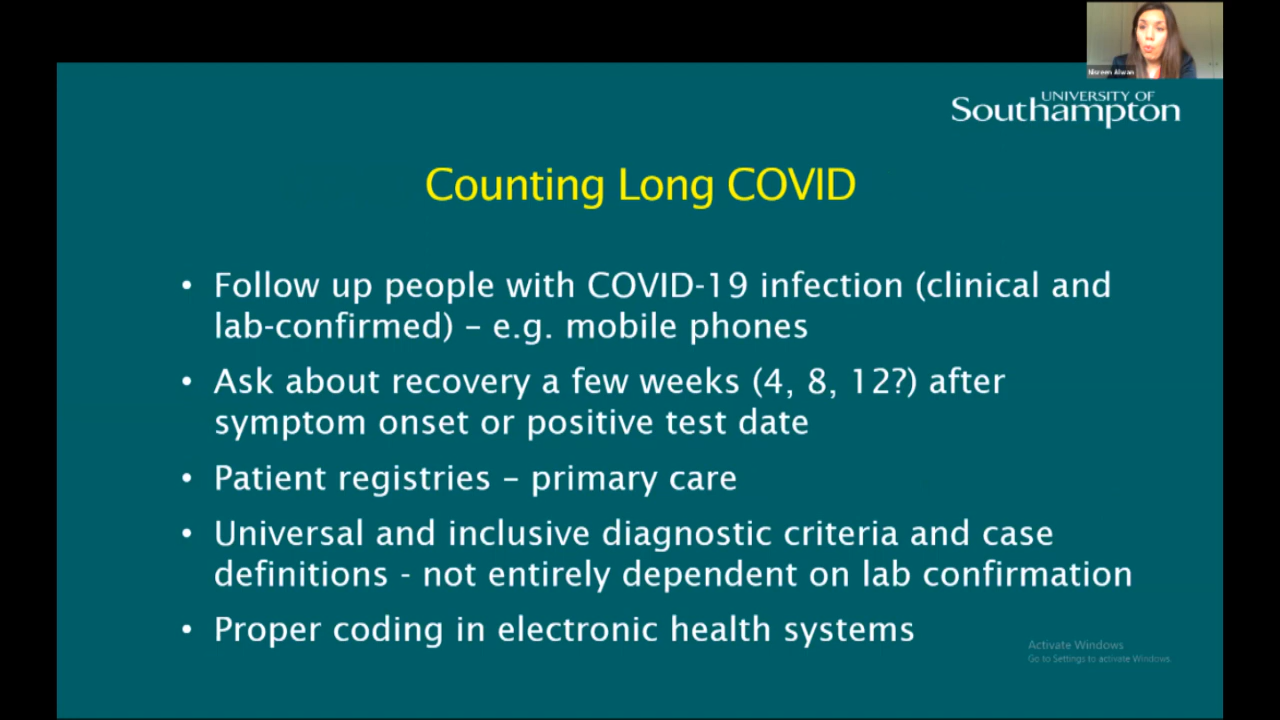 Nisreen Alwan
UNIVERSITY OF
Southampton
Counting Long COVID
• Follow up people with COVID-19 infection (clinical and
lab-confirmed) – e.g. mobile phones
• Ask about recovery a few weeks (4, 8, 12?) after
symptom onset or positive test date
• Patient registries – primary care
• Universal and inclusive diagnostic criteria and case
definitions - not entirely dependent on lab confirmation
• Proper coding in electronic health systems
Activate Windows
Go to Settings to activate Windows.